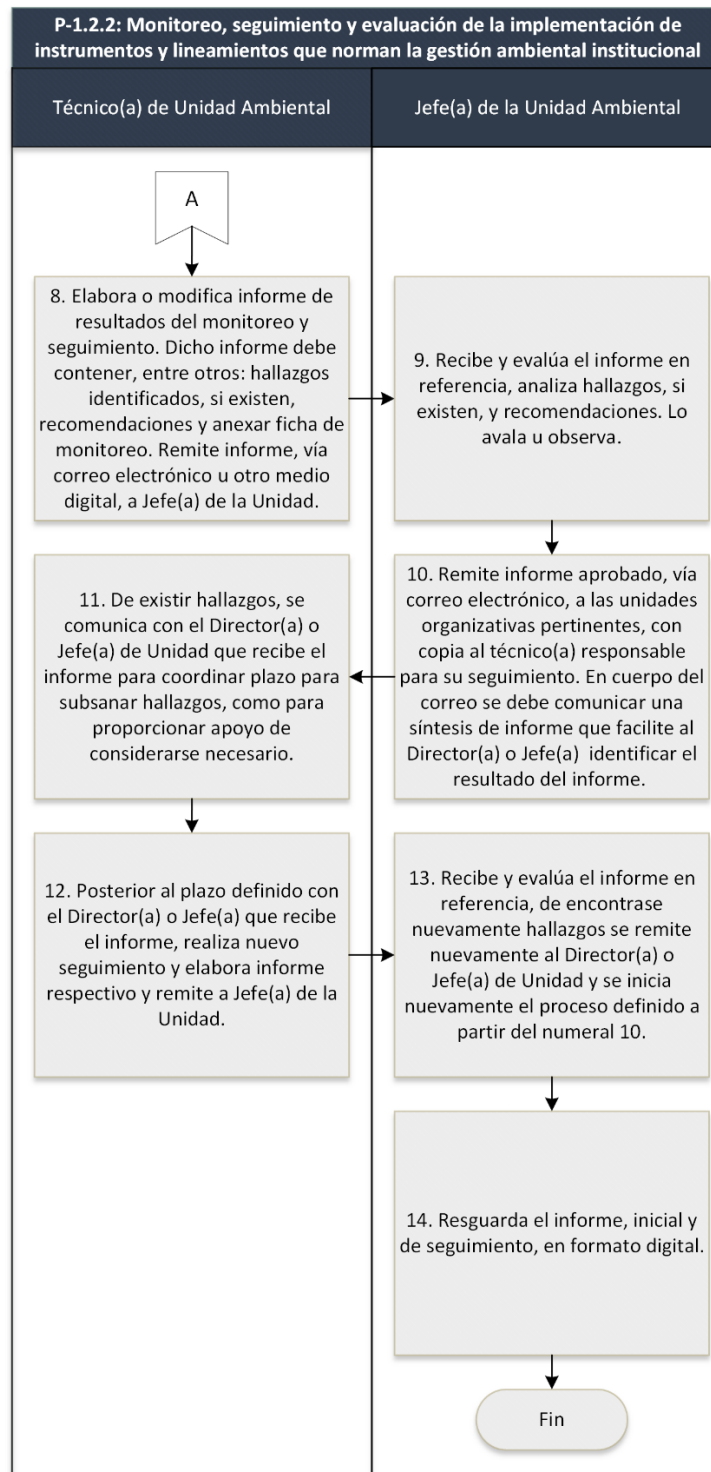 P-1.2.2: Monitoreo, seguimiento y evaluación de la implementación de
instrumentos y lineamientos que norman la gestión ambiental institucional
Técnico(a) de Unidad Ambiental
Jefe(a) de la Unidad Ambiental
A
8. Elabora o modifica informe de
resultados del monitoreo y
seguimiento. Dicho informe debe
contener, entre otros: hallazgos
identificados, si existen,
recomendaciones y anexar ficha de
monitoreo. Remite informe, vía
correo electrónico u otro medio
digital, a Jefe(a) de la Unidad.
9. Recibe y evalúa el informe en
referencia, analiza hallazgos, si
existen, y recomendaciones. Lo
avala u observa.
10. Remite informe aprobado, vía
correo electrónico, a las unidades
organizativas pertinentes, con
copia al técnico(a) responsable
para su seguimiento. En cuerpo del
correo se debe comunicar una
síntesis de informe que facilite al
Director(a) o Jefe(a) identificar el
resultado del informe.
11. De existir hallazgos, se
comunica con el Director(a) o
Jefe(a) de Unidad que recibe el
informe para coordinar plazo para
subsanar hallazgos, como para
proporcionar apoyo de
considerarse necesario.
12. Posterior al plazo definido con
el Director(a) o Jefe(a) que recibe
el informe, realiza nuevo
seguimiento y elabora informe
respectivo y remite a Jefe(a) de la
Unidad.
13. Recibe y evalúa el informe en
referencia, de encontrase
nuevamente hallazgos se remite
nuevamente al Director(a) o
Jefe(a) de Unidad y se inicia
nuevamente el proceso definido a
partir del numeral 10.
14. Resguarda el informe, inicial y
de seguimiento, en formato digital.
Fin